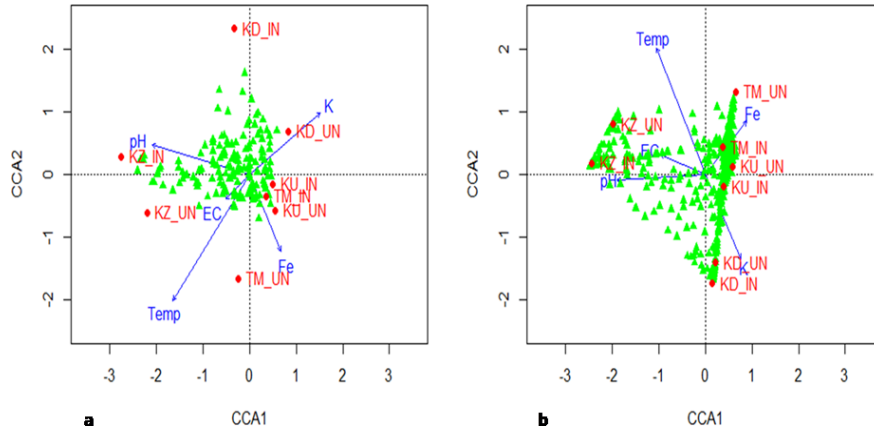 CCA2
2
1
0
-1
-2
KD_IN
K
KD_UN
pH
KZ_IN
KU_IN
TM_IN
KZ_UN
EC
KU_UN
Fe
TM_UN
Temp
-3 -2 -1 0 1 2 3
a
CCA1
CCA2
2
1
0
-1
-2
Temp
TM_UN
Fe
KZ_UN
TM_IN
EC
KZ_IN
KU_UN
pH
KU_IN
KD_UN
K
KD_IN
-3 -2 -1 0 1 2 3
b
CCA1